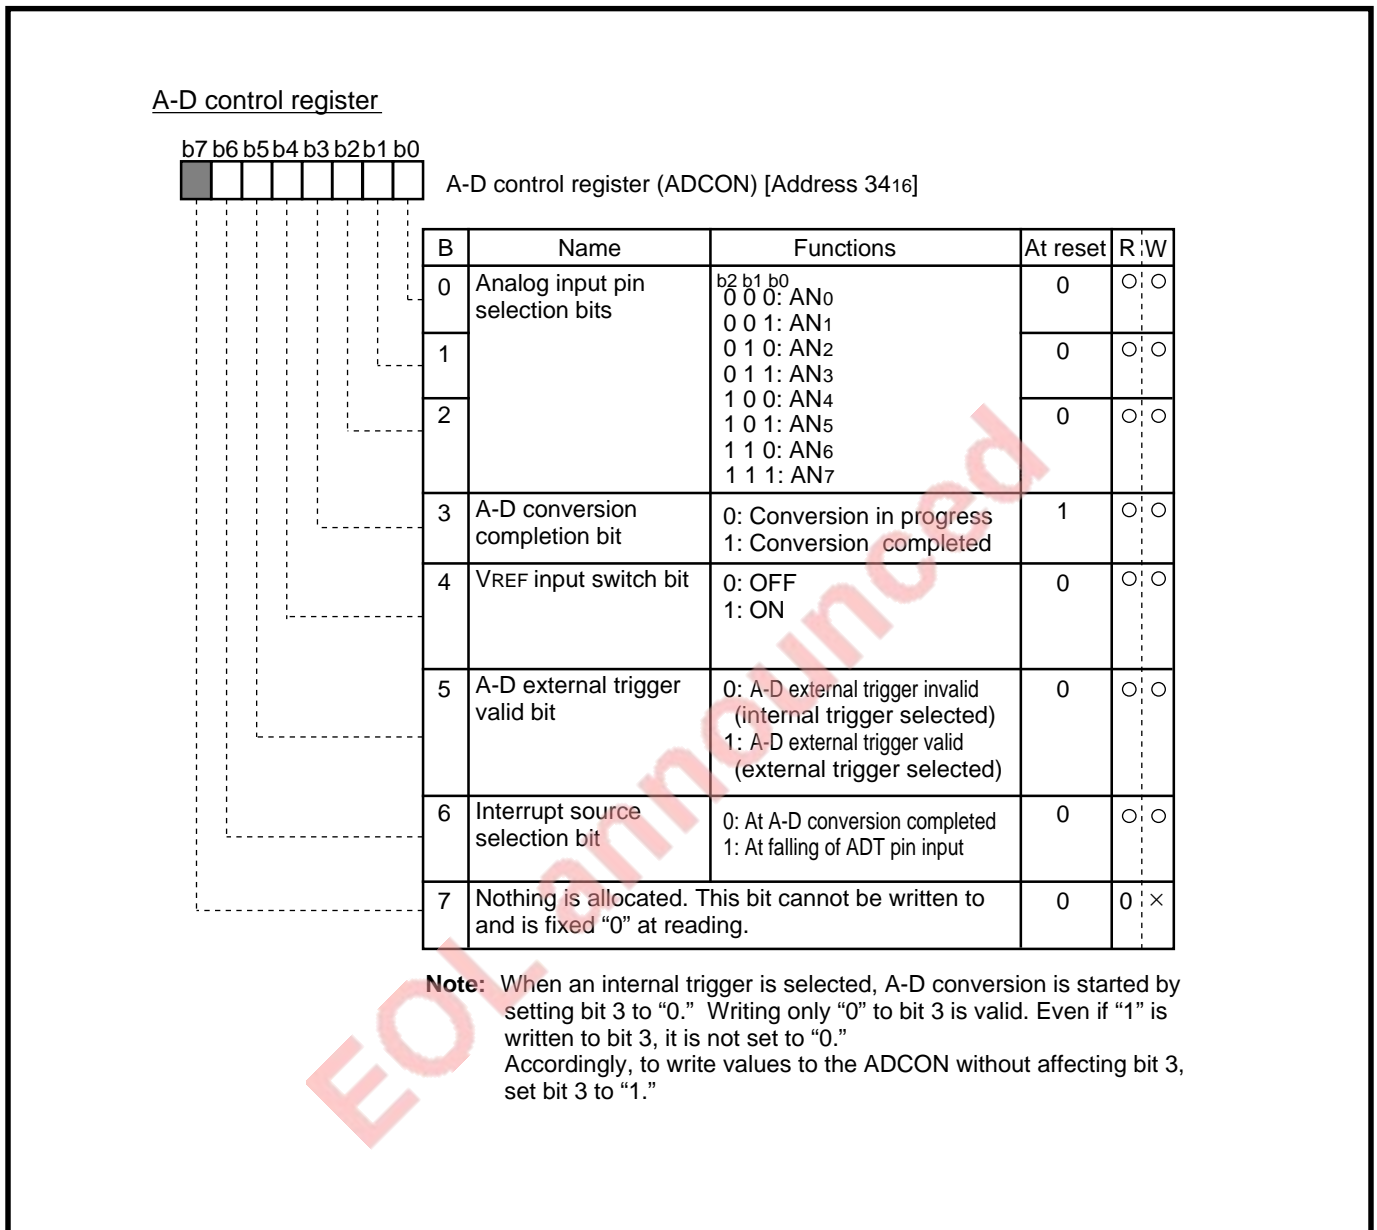 A-D control register
b7 b6 b5 b4 b3 b2 b1 b0
A-D control register (ADCON) [Address 3416]
B Name Functions At reset R W
0 Analog input pin selection bits 0 ○ ○
b2 b1 b0
0 0 0: AN0
0 0 1: AN1
1 0 ○ ○
0 1 0: AN2
0 1 1: AN3
1 0 0: AN4
2 0 ○ ○
1 0 1: AN5
1 1 0: AN6
1 1 1: AN7
3 A-D conversion completion bit 1 ○ ○
0: Conversion in progress
1: Conversion completed
4 VREF input switch bit 0 ○ ○
0: OFF
1: ON
5 A-D external trigger valid bit 0 ○ ○
0: A-D external trigger invalid
(internal trigger selected)
1: A-D external trigger valid
(external trigger selected)
6 Interrupt source selection bit 0 ○ ○
0: At A-D conversion completed
1: At falling of ADT pin input
7 Nothing is allocated. This bit cannot be written to 0 0 ×
and is fixed “0” at reading.
Note: When an internal trigger is selected, A-D conversion is started by
setting bit 3 to “0.” Writing only “0” to bit 3 is valid. Even if “1” is
written to bit 3, it is not set to “0.”
Accordingly, to write values to the ADCON without affecting bit 3,
set bit 3 to “1.”
EOL announced